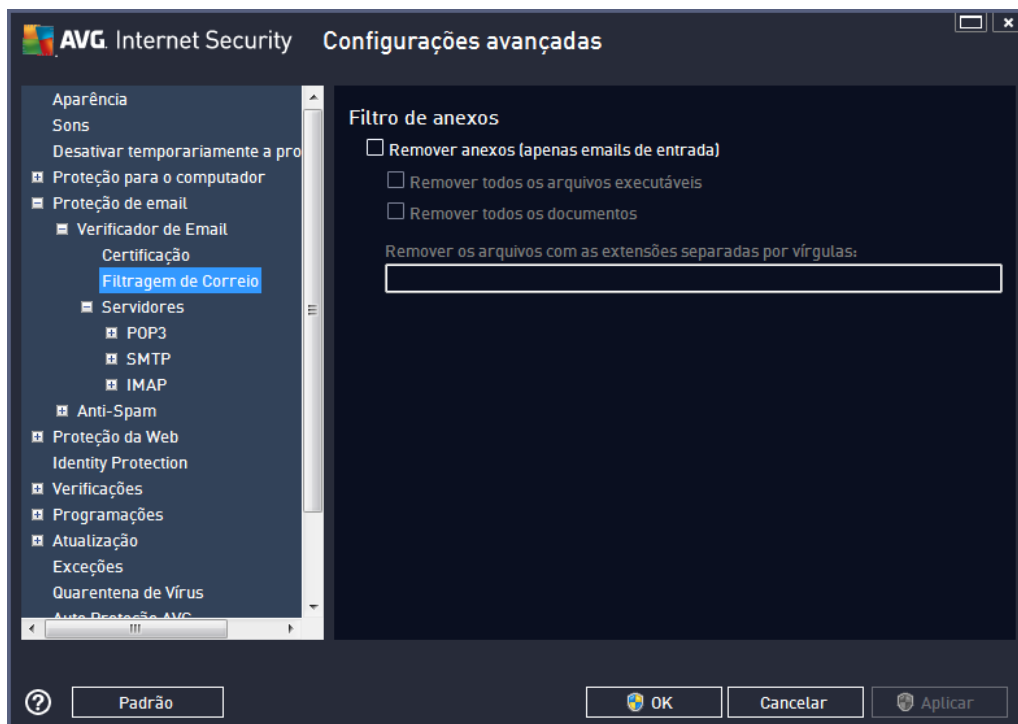 AVG. Internet Security Configurações avançadas
Aparência
Sons
Desativar temporariamente a pro
Proteção para o computador
Proteção de email
Verificador de Email
Certificação
Filtragem de Correio
Servidores
POP3
SMTP
IMAP
Anti-Spam
Proteção da Web
Identity Protection
Verificações
Programações
Atualização
Exceções
Quarentena de Vírus
Auto Proteção AVG
Filtro de anexos
Remover anexos (apenas emails de entrada)
Remover todos os arquivos executáveis
Remover todos os documentos
Remover os arquivos com as extensões separadas por vírgulas:
Padrão
OK
Cancelar
Aplicar